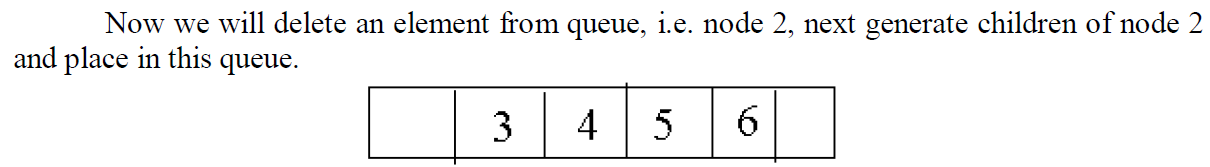 Now we will delete an element from queue, i.e. node 2, next generate children of node 2
and place in this queue.
3 4 5 6